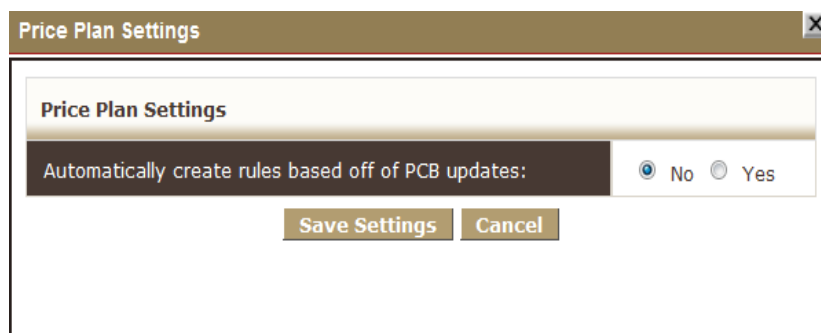 Price Plan Settings
Price Plan Settings
Automatically create rules based off of PCB updates: No Yes
Save Settings Cancel